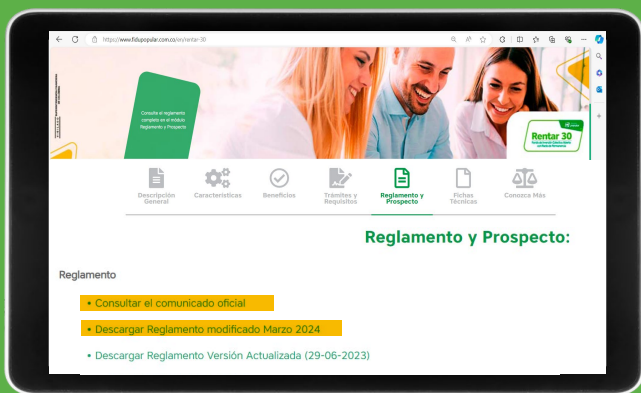 https://www.fidupopular.com.co/es/rentar-30
Consulte el reglamento
completo en el módulo
Reglamento y Prospecto
Rentar 30
Descripción
General
Características
Beneficios
Trámites y
Requisitos
Reglamento y
Prospecto
Fichas
Técnicas
Conozca Más
Reglamento y Prospecto:
Reglamento
• Consultar el comunicado oficial
• Descargar Reglamento modificado Marzo 2024
• Descargar Reglamento Versión Actualizada (29-06-2023)